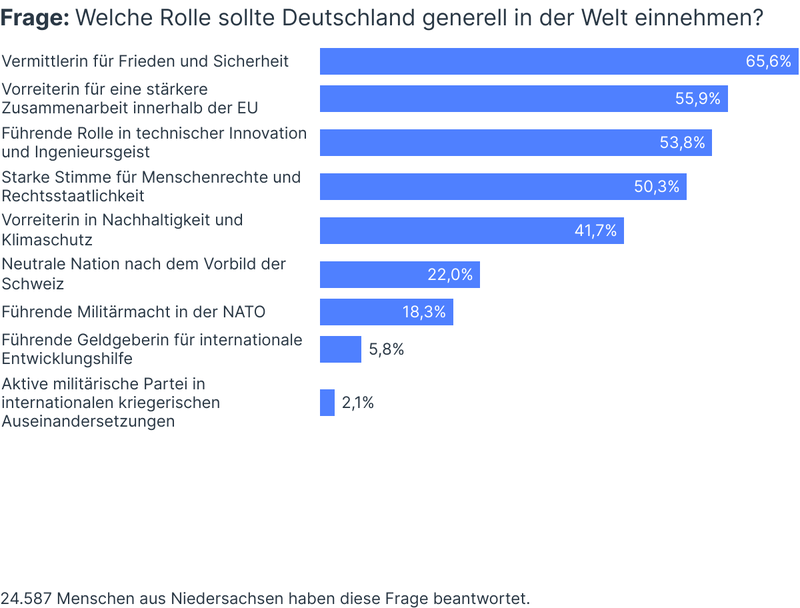 Frage: Welche Rolle sollte Deutschland generell in der Welt einnehmen?
Vermittlerin für Frieden und Sicherheit
65,6%
Vorreiterin für eine stärkere
Zusammenarbeit innerhalb der EU
55,9%
Führende Rolle in technischer Innovation
und Ingenieursgeist
53,8%
Starke Stimme für Menschenrechte und
Rechtsstaatlichkeit
50,3%
Vorreiterin in Nachhaltigkeit und
Klimaschutz
41,7%
Neutrale Nation nach dem Vorbild der
Schweiz
22,0%
Führende Militärmacht in der NATO
18,3%
Führende Geldgeberin für internationale
Entwicklungshilfe
5,8%
Aktive militärische Partei in
internationalen kriegerischen
Auseinandersetzungen
2,1%
24.587 Menschen aus Niedersachsen haben diese Frage beantwortet.